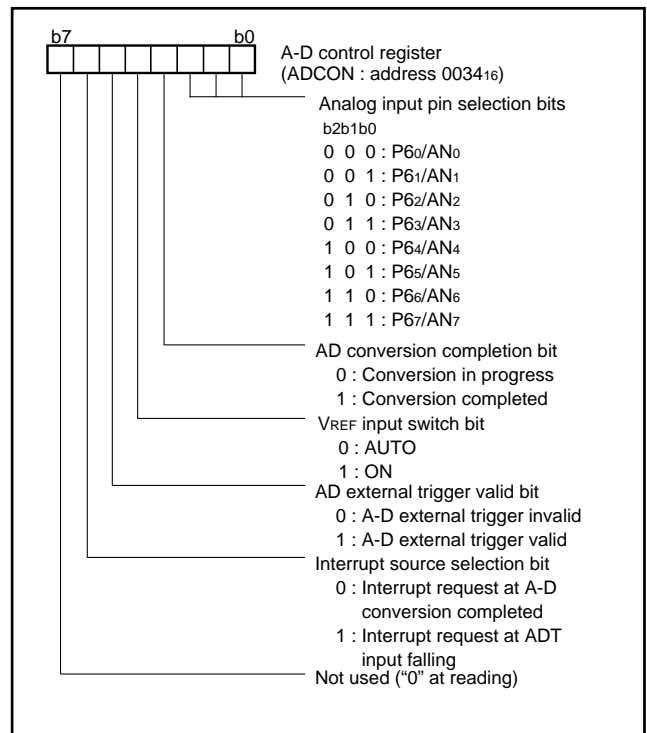 b7 b0
A-D control register
(ADCON : address 0034₁₆)
Analog input pin selection bits
b2b1b0
0 0 0 : P6₀/AN₀
0 0 1 : P6₁/AN₁
0 1 0 : P6₂/AN₂
0 1 1 : P6₃/AN₃
1 0 0 : P6₄/AN₄
1 0 1 : P6₅/AN₅
1 1 0 : P6₆/AN₆
1 1 1 : P6₇/AN₇
AD conversion completion bit
0 : Conversion in progress
1 : Conversion completed
VREF input switch bit
0 : AUTO
1 : ON
AD external trigger valid bit
0 : A-D external trigger invalid
1 : A-D external trigger valid
Interrupt source selection bit
0 : Interrupt request at A-D
conversion completed
1 : Interrupt request at ADT
input falling
Not used (“0” at reading)